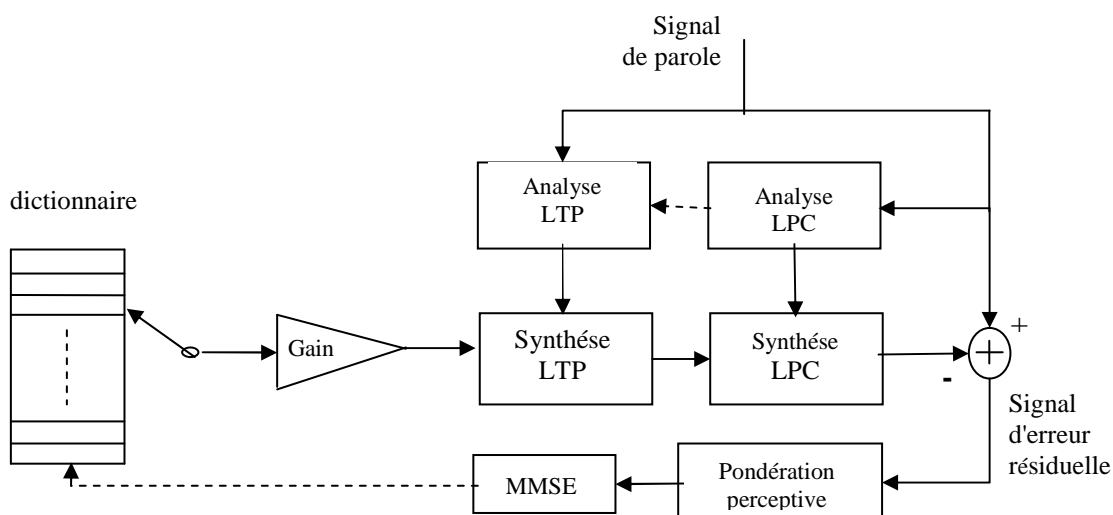 Signal
de parole
dictionnaire
Analyse
LTP
Analyse
LPC
Gain
Synthése
LTP
Synthése
LPC
+
-
Signal
d'erreur
résiduelle
MMSE
Pondération
perceptive